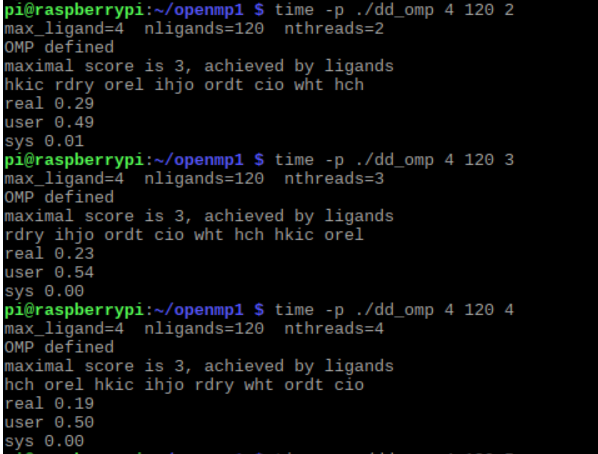 pi@raspberrypi:~/openmp1 $ time -p ./dd_omp 4 120 2
max_ligand=4  nligands=120  nthreads=2
OMP defined
maximal score is 3, achieved by ligands
hkic rdry orel ihjo ordt cio wht hch
real 0.29
user 0.49
sys 0.01
pi@raspberrypi:~/openmp1 $ time -p ./dd_omp 4 120 3
max_ligand=4  nligands=120  nthreads=3
OMP defined
maximal score is 3, achieved by ligands
rdry ihjo ordt cio wht hch hkic orel
real 0.23
user 0.54
sys 0.00
pi@raspberrypi:~/openmp1 $ time -p ./dd_omp 4 120 4
max_ligand=4  nligands=120  nthreads=4
OMP defined
maximal score is 3, achieved by ligands
hch orel hkic ihjo rdry wht ordt cio
real 0.19
user 0.50
sys 0.00